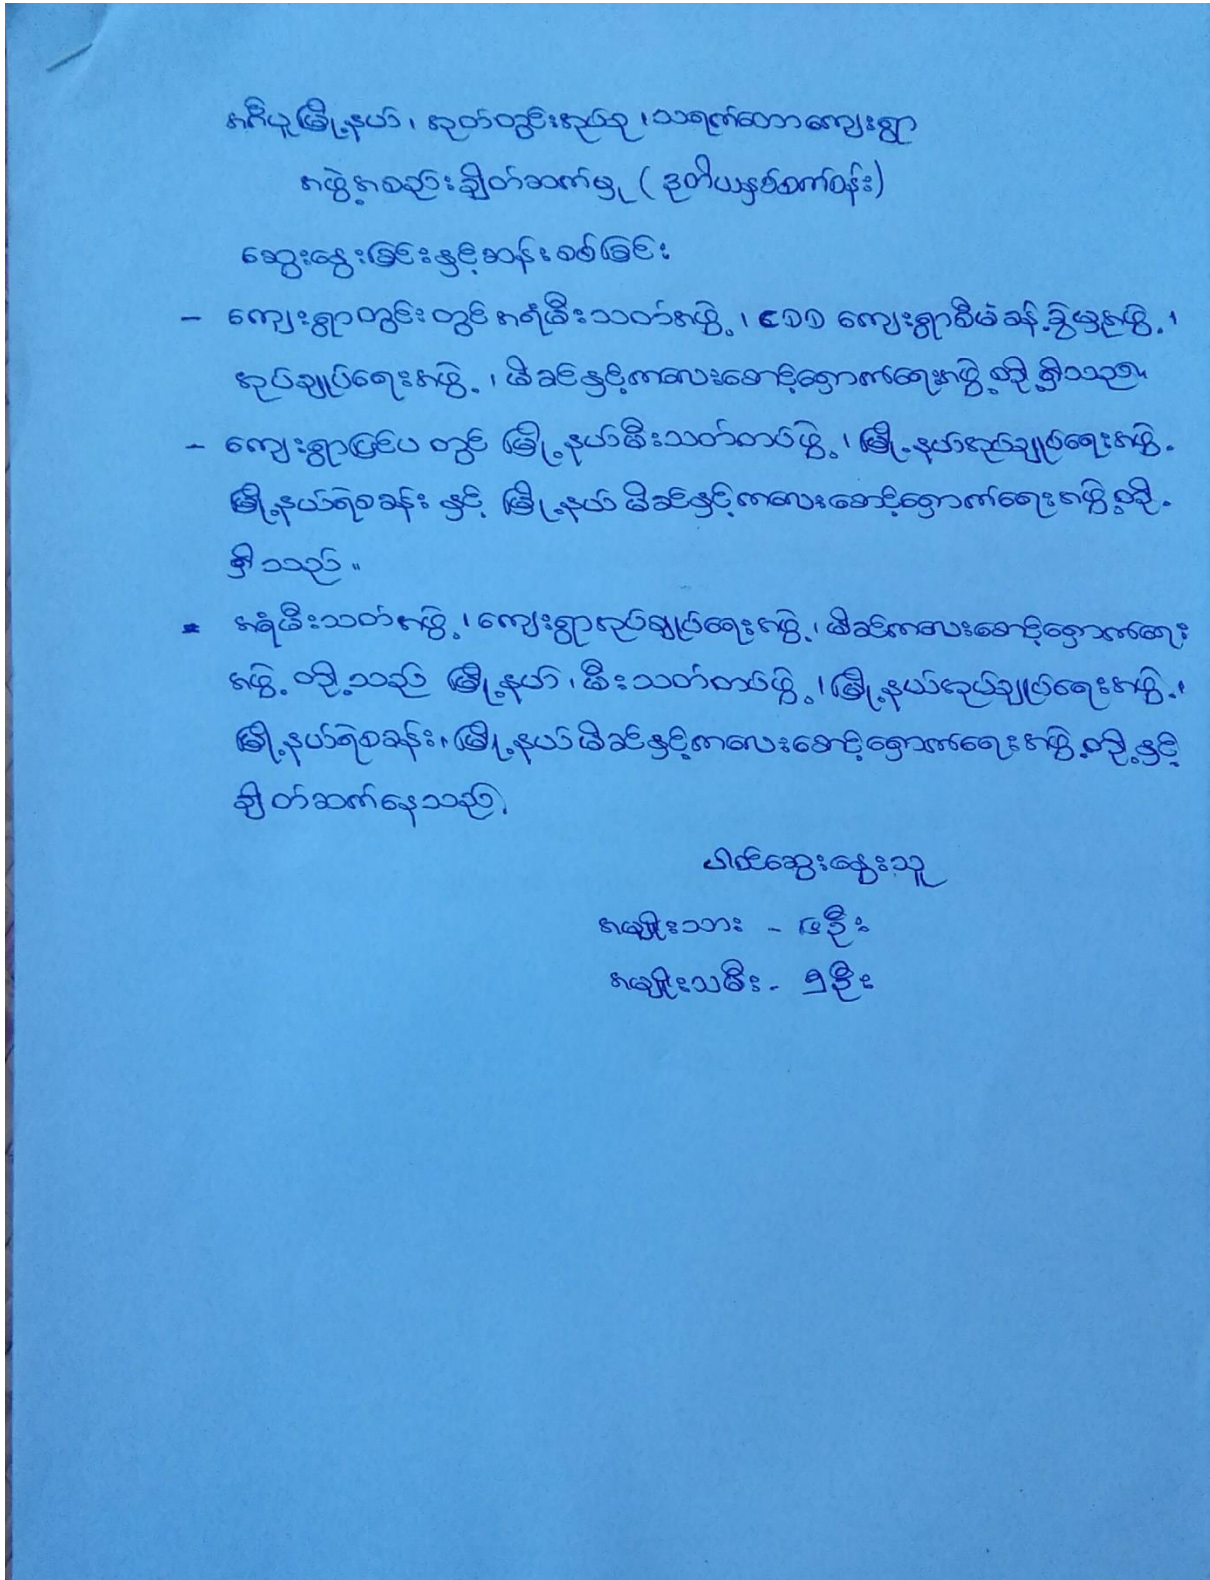 အင်္ဂပူမြို့နယ်၊ အုတ်တွင်းအုပ်စု၊ သရက်တောကျေးရွာ
အဖွဲ့အစည်းချိတ်ဆက်မှု (ဒုတိယနှစ်စက်ဝန်း)
ဆွေးနွေးခြင်းနှင့်ဆန်းစစ်ခြင်း
- ကျေးရွာတွင်းတွင် အရံမီးသတ်အဖွဲ့၊ CDD ကျေးရွာစီမံခန့်ခွဲမှုအဖွဲ့၊
အုပ်ချုပ်ရေးအဖွဲ့၊ မိခင်နှင့်ကလေးစောင့်ရှောက်ရေးအဖွဲ့တို့ရှိသည်။
- ကျေးရွာပြင်ပတွင် မြို့နယ်မီးသတ်တပ်ဖွဲ့၊ မြို့နယ်အုပ်ချုပ်ရေးအဖွဲ့
မြို့နယ်ရဲစခန်း နှင့် မြို့နယ်မိခင်နှင့်ကလေးစောင့်ရှောက်ရေးအဖွဲ့တို့
ရှိသည်။
* အရံမီးသတ်အဖွဲ့၊ ကျေးရွာအုပ်ချုပ်ရေးအဖွဲ့၊ မိခင်ကလေးစောင့်ရှောက်ရေး
အဖွဲ့တို့သည် မြို့နယ်၊ မီးသတ်တပ်ဖွဲ့၊ မြို့နယ်အုပ်ချုပ်ရေးအဖွဲ့၊
မြို့နယ်ရဲစခန်း၊ မြို့နယ်မိခင်နှင့်ကလေးစောင့်ရှောက်ရေးအဖွဲ့တို့နှင့်
ချိတ်ဆက်နေသည်။
ပါဝင်ဆွေးနွေးသူ
အမျိုးသား - ဖြဦး
အမျိုးသမီး - ၅ဦး